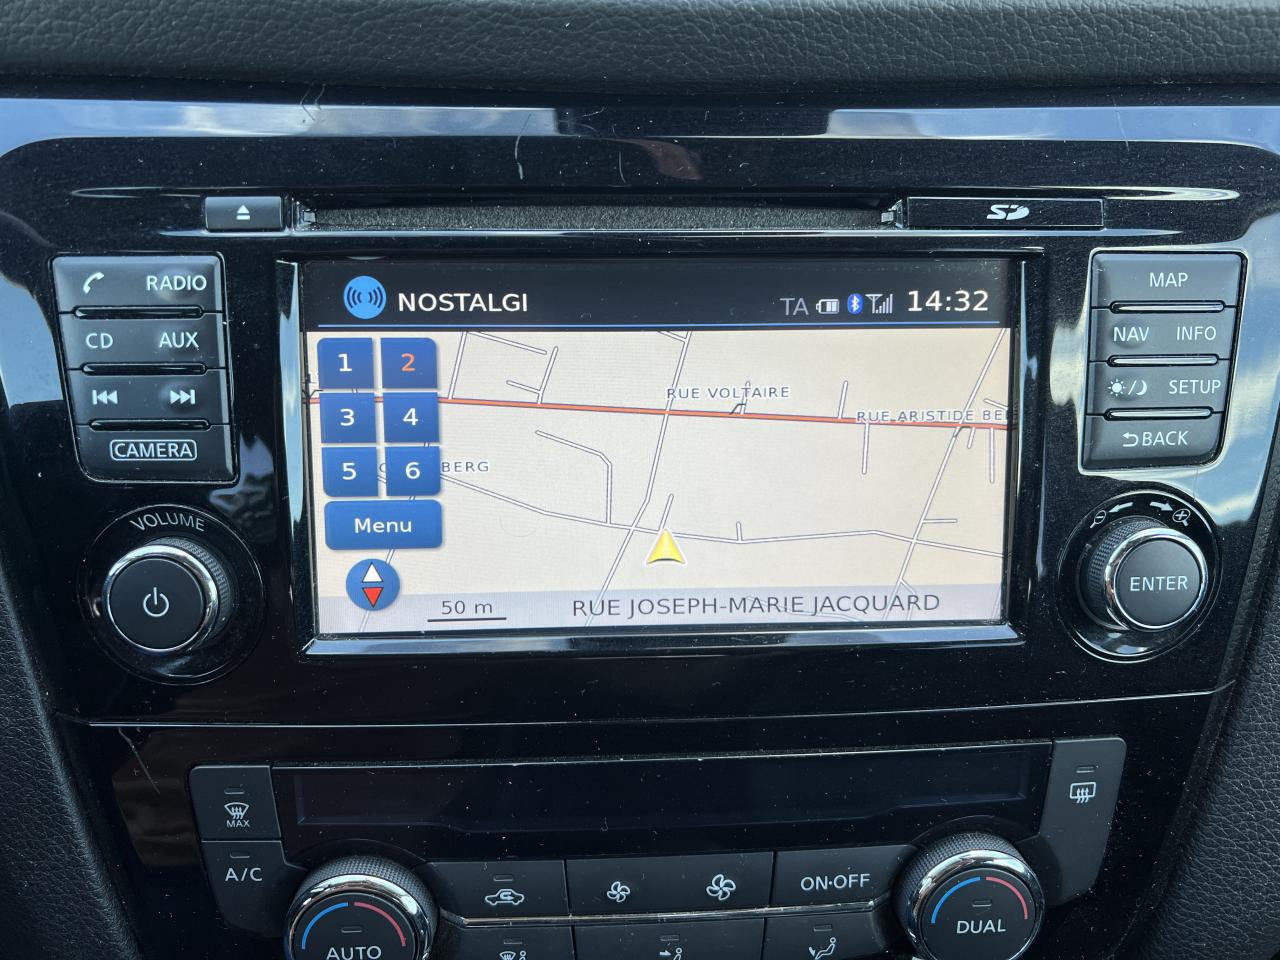 SD
RADIO
CD AUX
CAMERA
VOLUME
NOSTALGI
TA 14:32
1 2
3 4
5 6
Menu
RUE VOLTAIRE
RUE ARISTIDE
BERG
50 m
RUE JOSEPH-MARIE JACQUARD
MAP
NAV INFO
SETUP
BACK
ENTER
MAX
A/C
AUTO
ON·OFF
DUAL